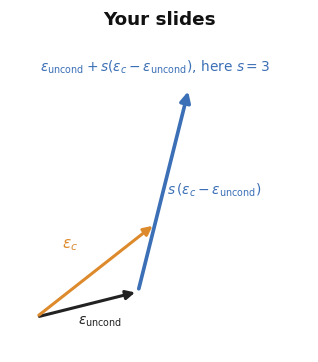 Your slides
ε_uncond + s(ε_c − ε_uncond), here s = 3
s (ε_c − ε_uncond)
ε_c
ε_uncond